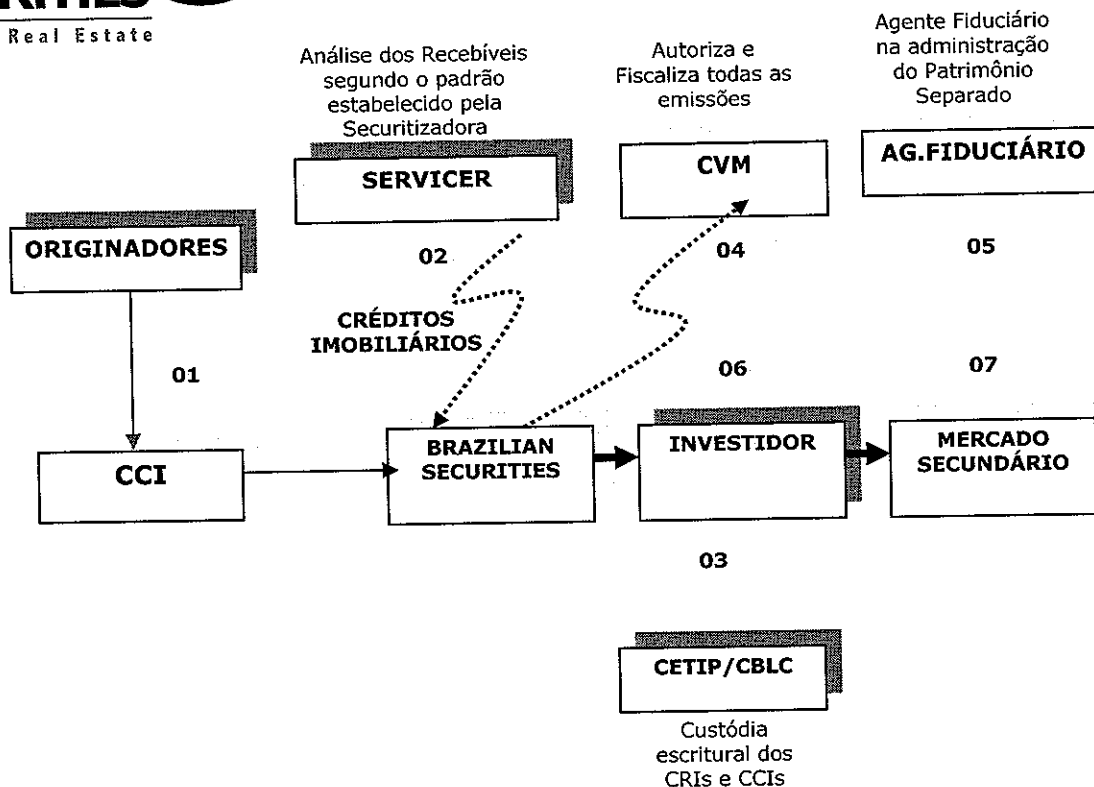 Real Estate
Análise dos Recebíveis
segundo o padrão
estabelecido pela
Securitizadora
Autoriza e
Fiscaliza todas as
emissões
Agente Fiduciário
na administração
do Patrimônio
Separado
SERVICER
CVM
AG.FIDUCIÁRIO
ORIGINADORES
02
04
05
CRÉDITOS
IMOBILIÁRIOS
01
06
07
CCI
BRAZILIAN
SECURITIES
INVESTIDOR
MERCADO
SECUNDÁRIO
03
CETIP/CBLC
Custódia
escritural dos
CRIs e CCIs